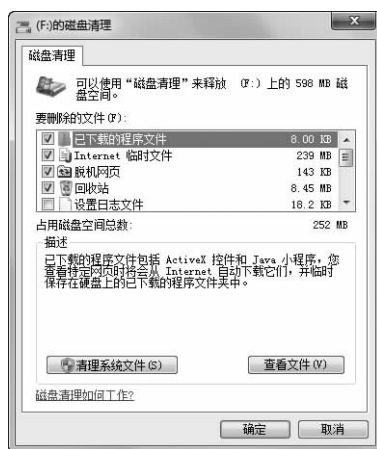 (F:)的磁盘清理
磁盘清理
可以使用“磁盘清理”来释放 (F:) 上的 598 MB 磁
盘空间。
要删除的文件(F):
已下载的程序文件 8.00 KB
Internet 临时文件 239 MB
脱机网页 143 KB
回收站 8.45 MB
设置日志文件 18.2 KB
占用磁盘空间总数: 252 MB
描述
已下载的程序文件包括 ActiveX 控件和 Java 小程序，您
查看特定网页时将会从 Internet 自动下载它们，并临时
保存在硬盘上的已下载的程序文件夹中。
清理系统文件(S) 查看文件(V)
磁盘清理如何工作?
确定 取消